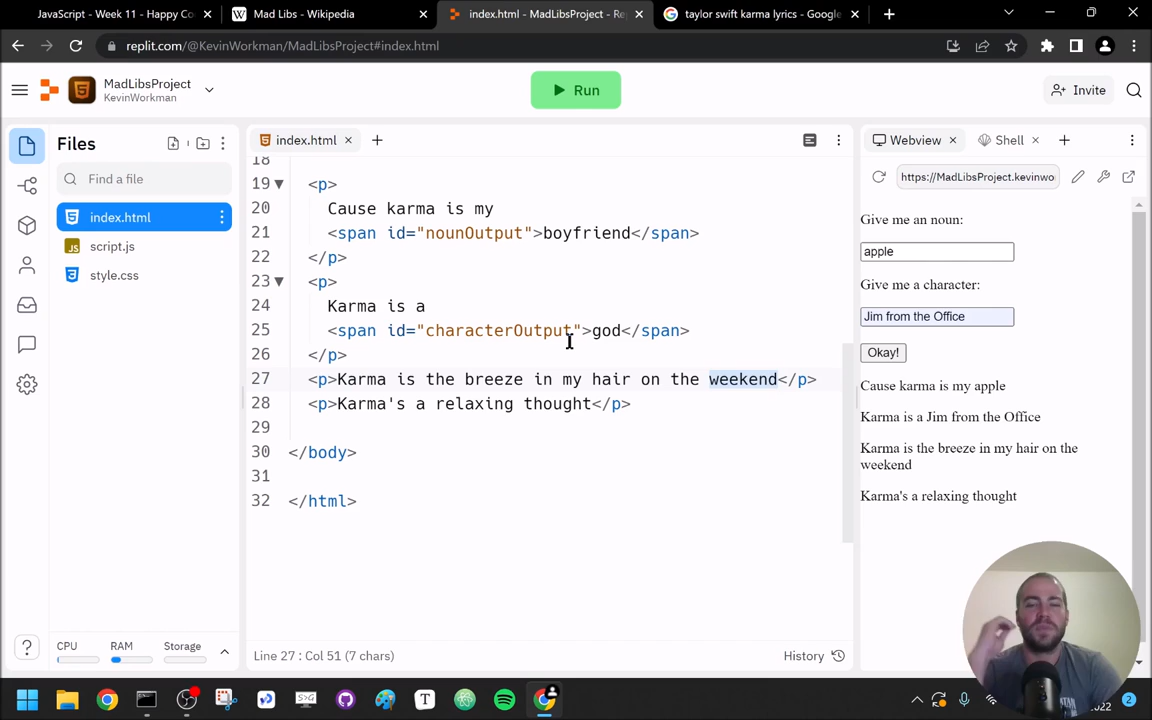 JavaScript - Week 11 - Happy Co
Mad Libs - Wikipedia
index.html - MadLibsProject - Re
taylor swift karma lyrics - Google
replit.com/@KevinWorkman/MadLibsProject#index.html
MadLibsProject
KevinWorkman
Run
Invite
Files
index.html
Webview
Shell
Find a file
https://MadLibsProject.kevinwo
index.html
script.js
style.css
18
19 <p>
20 Cause karma is my
21 <span id="nounOutput">boyfriend</span>
22 </p>
23 <p>
24 Karma is a
25 <span id="characterOutput">god</span>
26 </p>
27 <p>Karma is the breeze in my hair on the weekend</p>
28 <p>Karma's a relaxing thought</p>
29
30 </body>
31
32 </html>
Give me an noun:
apple
Give me a character:
Jim from the Office
Okay!
Cause karma is my apple
Karma is a Jim from the Office
Karma is the breeze in my hair on the
weekend
Karma's a relaxing thought
CPU
RAM
Storage
Line 27 : Col 51 (7 chars)
History
2022
2